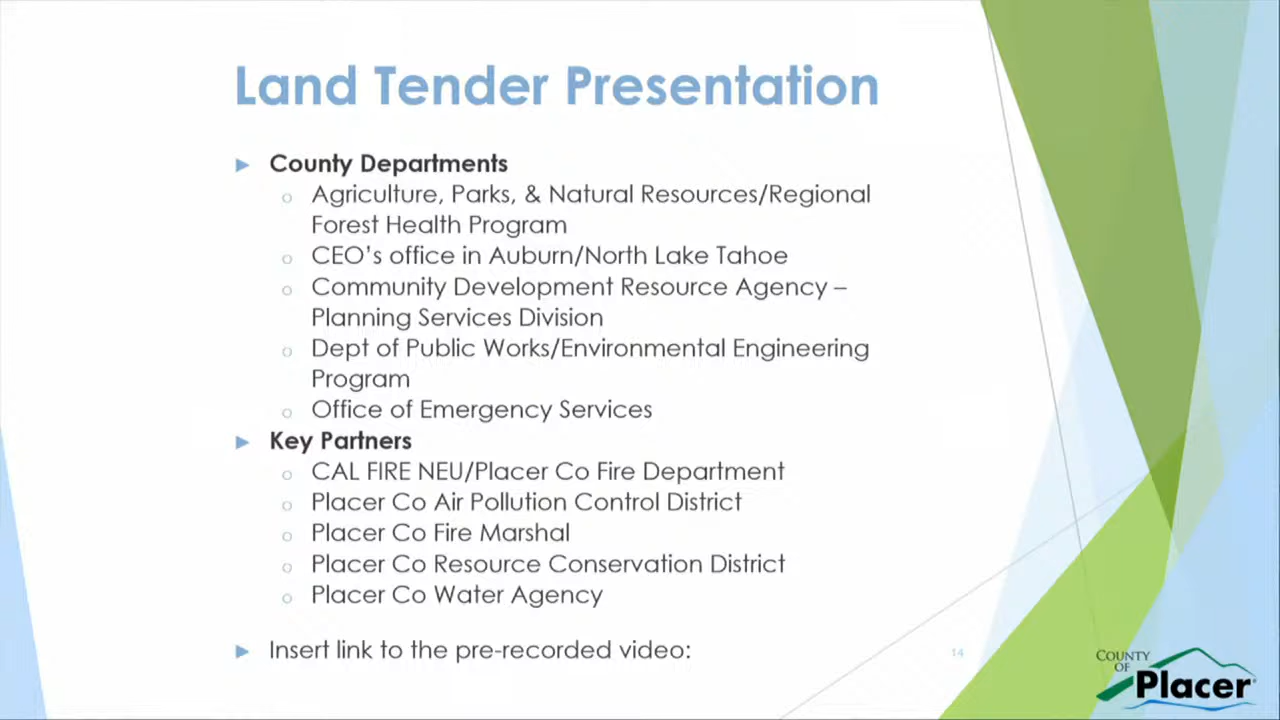 Land Tender Presentation
County Departments
Agriculture, Parks, & Natural Resources/Regional
Forest Health Program
CEO's office in Auburn/North Lake Tahoe
Community Development Resource Agency –
Planning Services Division
Dept of Public Works/Environmental Engineering
Program
Office of Emergency Services
Key Partners
CAL FIRE NEU/Placer Co Fire Department
Placer Co Air Pollution Control District
Placer Co Fire Marshal
Placer Co Resource Conservation District
Placer Co Water Agency
Insert link to the pre-recorded video:
14
COUNTY
OF
Placer